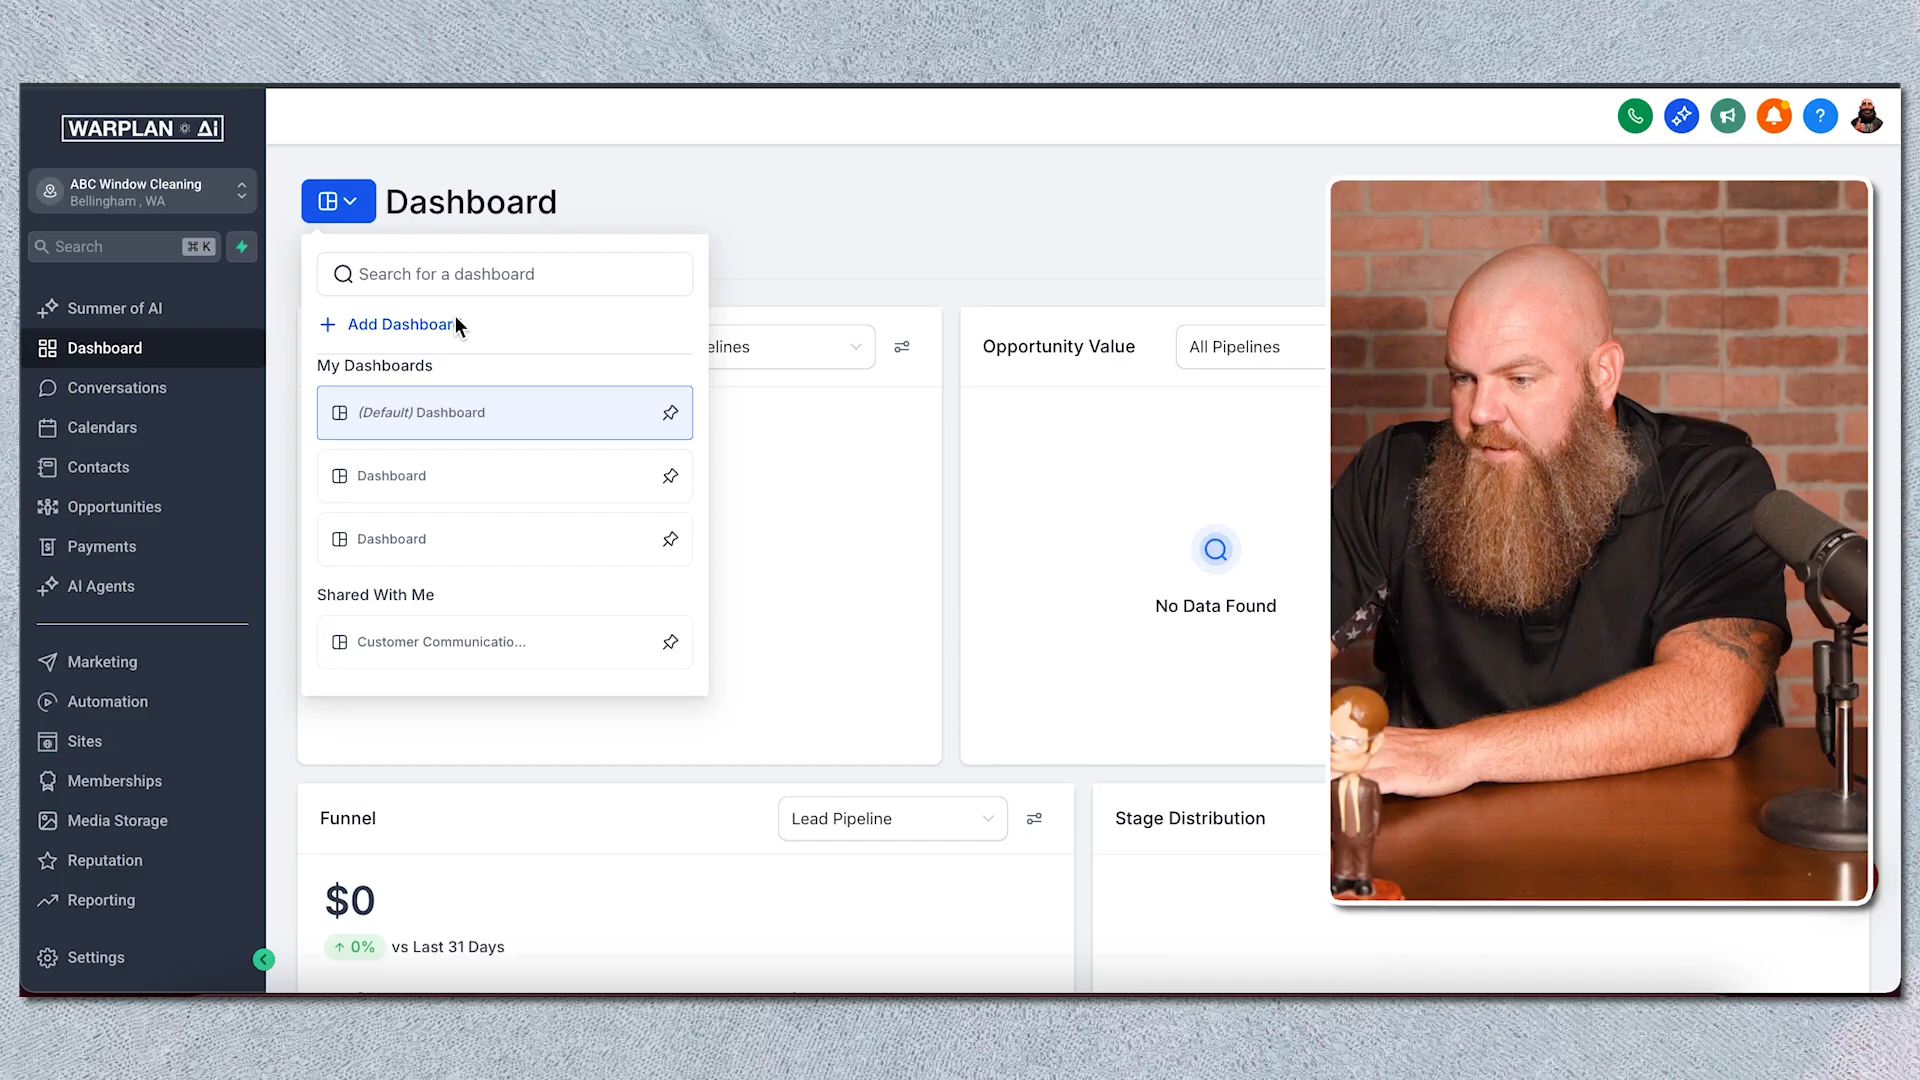 WARPLAN Ai
ABC Window Cleaning
Bellingham , WA
Search
⌘ K
Summer of AI
Dashboard
Conversations
Calendars
Contacts
Opportunities
Payments
AI Agents
Marketing
Automation
Sites
Memberships
Media Storage
Reputation
Reporting
Settings
?
Dashboard
Search for a dashboard
+ Add Dashboar
My Dashboards
(Default) Dashboard
Dashboard
Dashboard
Shared With Me
Customer Communicatio...
elines
Opportunity Value
All Pipelines
No Data Found
Funnel
Lead Pipeline
$0
↑ 0% vs Last 31 Days
Stage Distribution